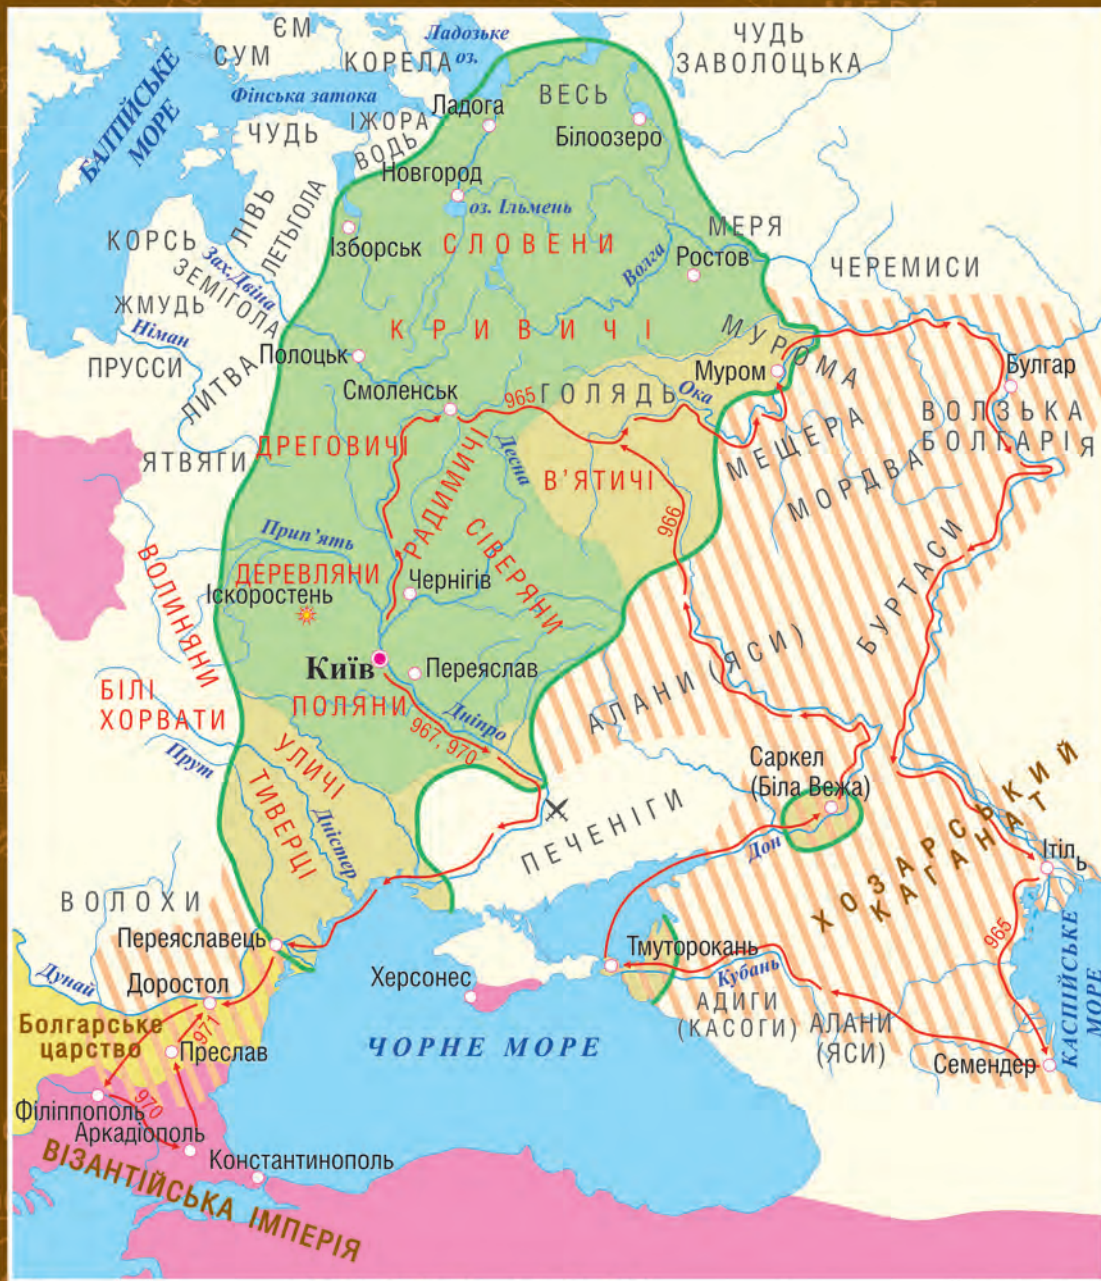 ЄМ
СУМ
КОРЕЛА
Ладозьке
оз.
ЧУДЬ
ЗАВОЛОЦЬКА
БАЛТІЙСЬКЕ
МОРЕ
Фінська затока
ЧУДЬ
ІЖОРА
ВОДЬ
Ладога
ВЕСЬ
Білоозеро
Новгород
оз. Ільмень
ЛІВЬ
ЛЕТЬГОЛА
КОРСЬ
ЗЕМІГОЛА
Зах.Двіна
Ізборськ
СЛОВЕНИ
МЕРЯ
Волга
Ростов
ЧЕРЕМИСИ
ЖМУДЬ
Німан
ПРУССИ
ЛИТВА
КРИВИЧІ
МУРОМА
Полоцьк
Муром
Булгар
Смоленськ
965
ГОЛЯДЬ
Ока
ВОЛЗЬКА
БОЛГАРІЯ
МЕЩЕРА
МОРДВА
ЯТВЯГИ
ДРЕГОВИЧІ
РАДИМИЧІ
Десна
В'ЯТИЧІ
966
Прип'ять
СІВЕРЯНИ
БУРТАСИ
ВОЛИНЯНИ
ДЕРЕВЛЯНИ
Іскоростень
Чернігів
АЛАНИ (ЯСИ)
Київ
Переяслав
БІЛІ
ХОРВАТИ
ПОЛЯНИ
Дніпро
967, 970
Прут
УЛИЧІ
ТИВЕРЦІ
Дністер
Саркел
(Біла Вежа)
ПЕЧЕНІГИ
Дон
ХОЗАРСЬКИЙ
КАГАНАТ
Ітіль
965
ВОЛОХИ
Переяславець
Дунай
Доростол
Тмуторокань
Кубань
Херсонес
АДИГИ
(КАСОГИ)
АЛАНИ
(ЯСИ)
КАСПІЙСЬКЕ
МОРЕ
Болгарське
царство
971
Преслав
ЧОРНЕ МОРЕ
Семендер
Філіппополь
970
Аркадіополь
Константинополь
ВІЗАНТІЙСЬКА ІМПЕРІЯ